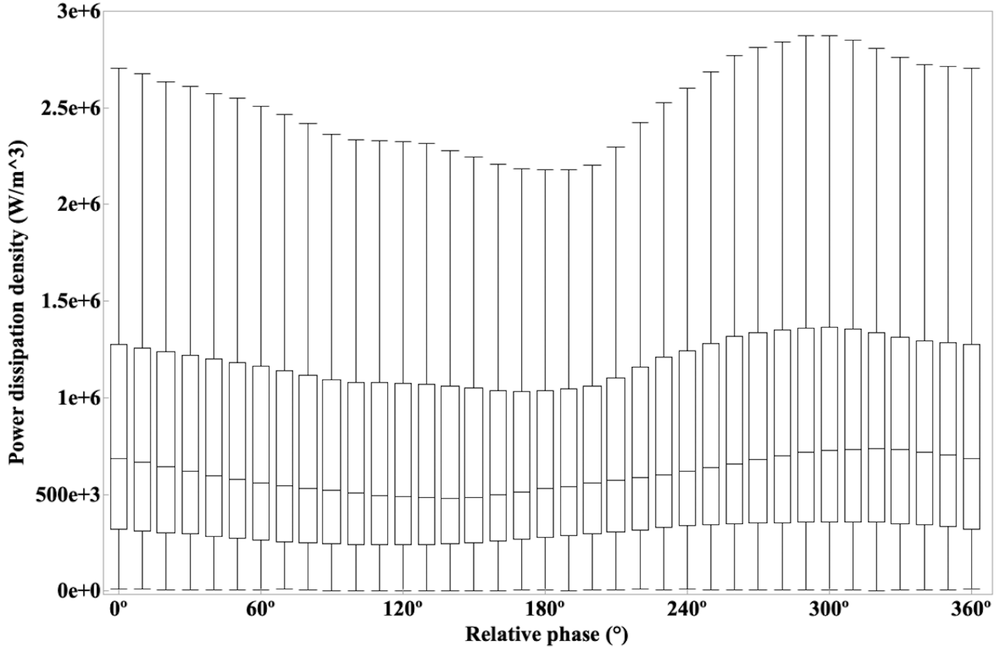 Power dissipation density (W/m^3)
3e+6
2.5e+6
2e+6
1.5e+6
1e+6
500e+3
0e+0
0º 60º 120º 180º 240º 300º 360º
Relative phase (°)